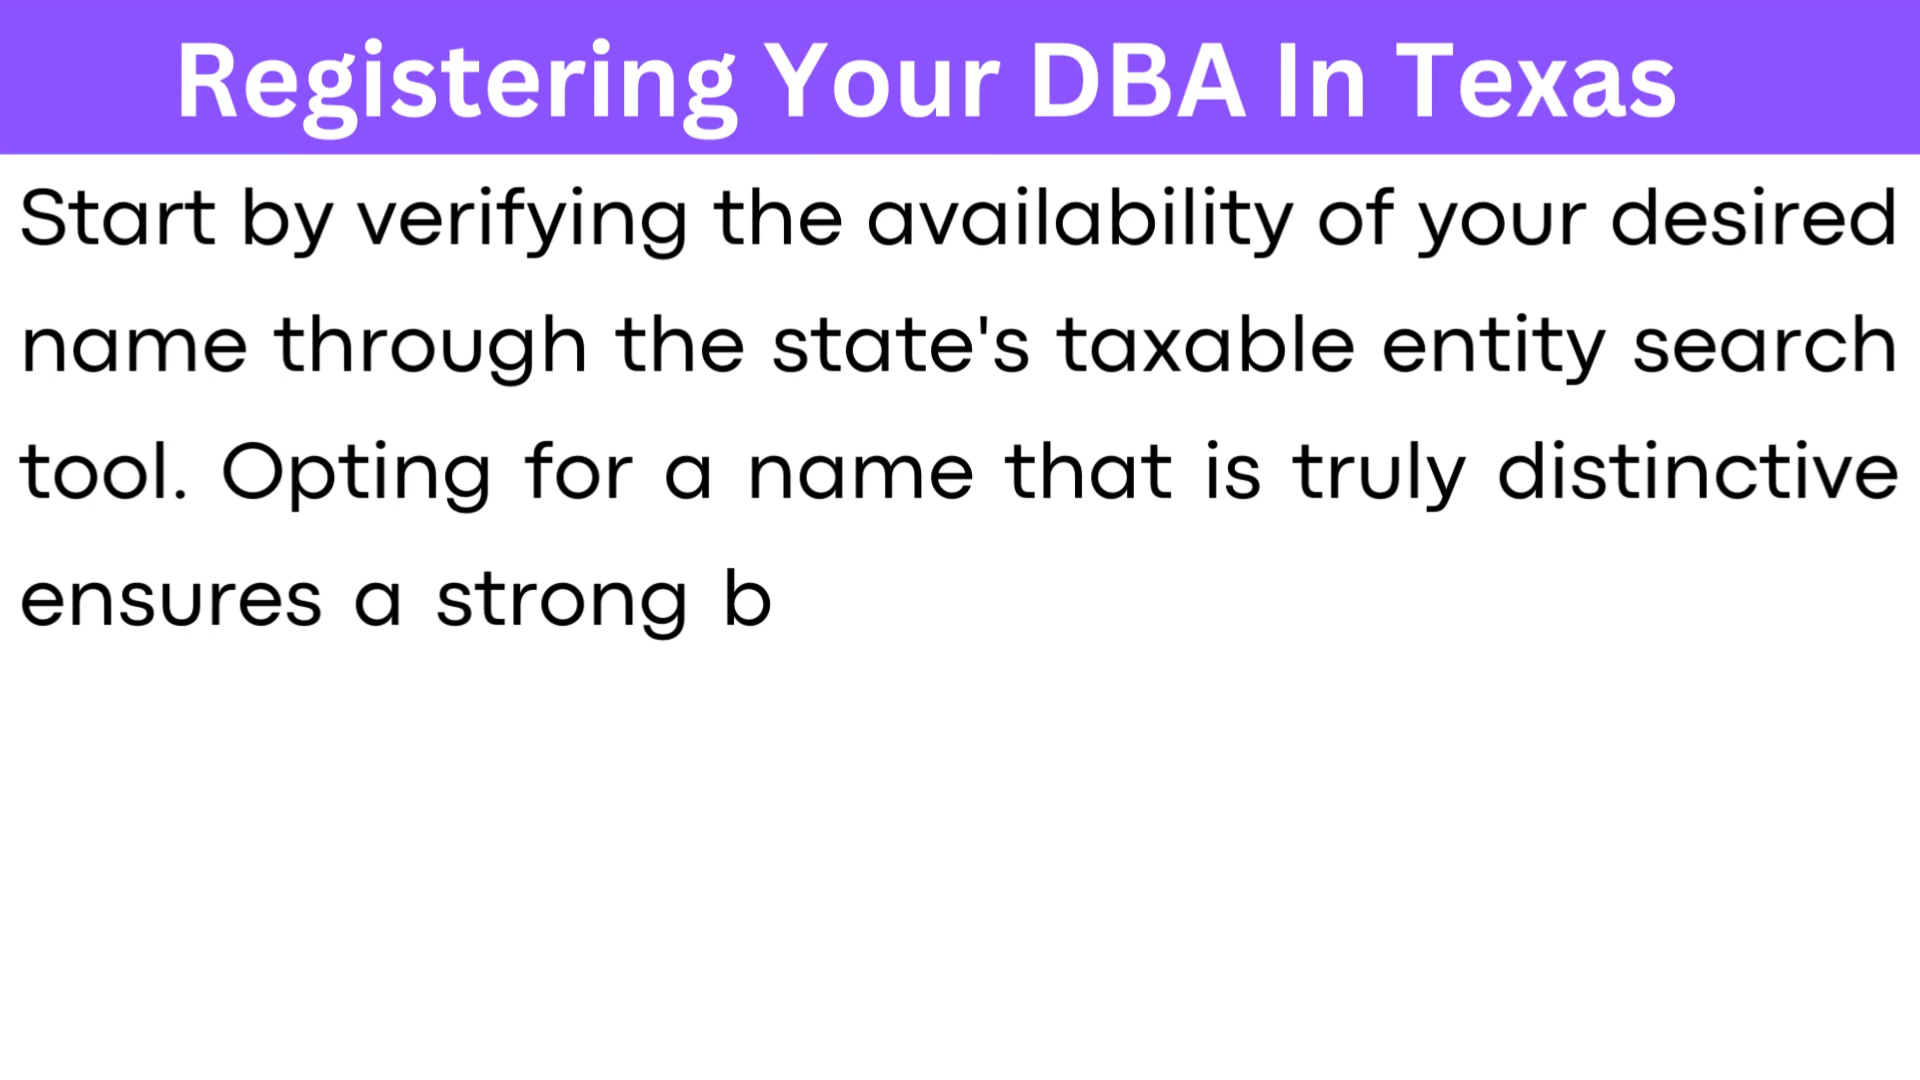 Registering Your DBA In Texas
Start by verifying the availability of your desired
name through the state's taxable entity search
tool. Opting for a name that is truly distinctive
ensures a strong b